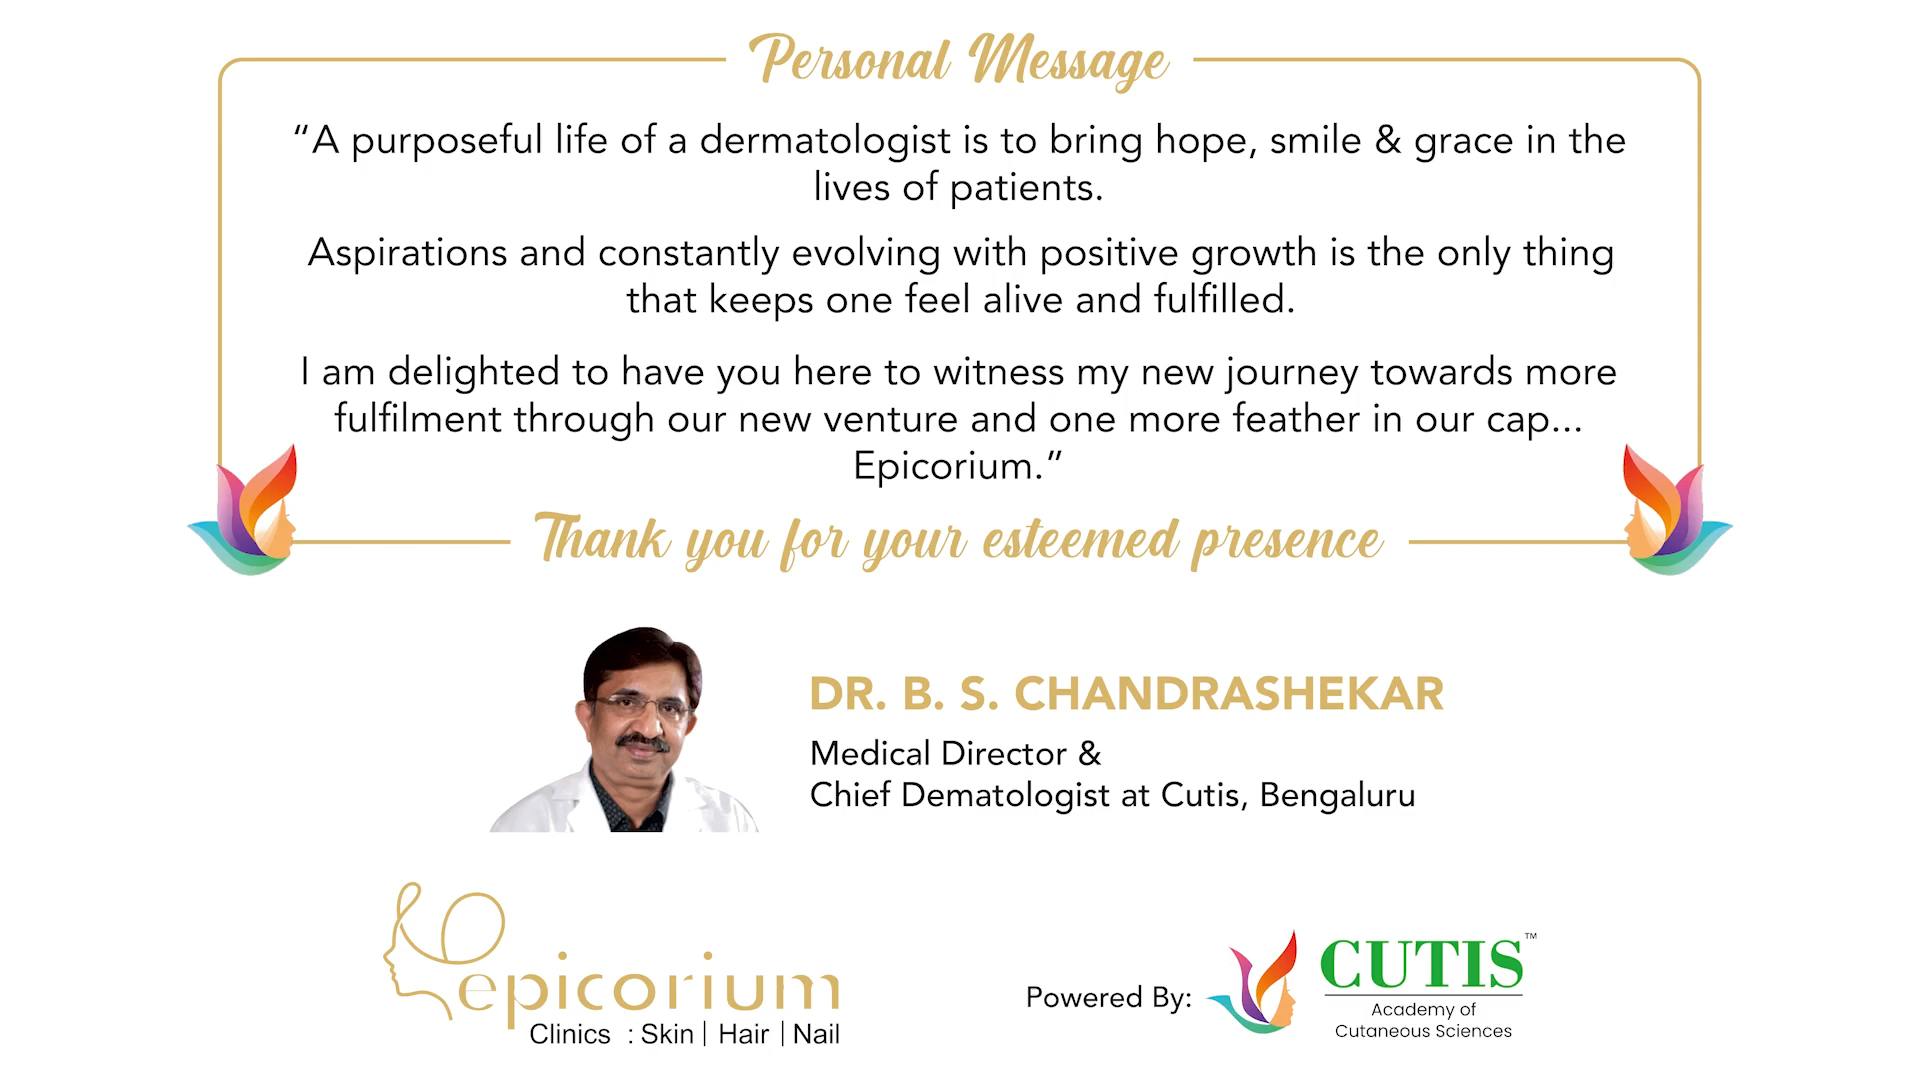 Personal Message
“A purposeful life of a dermatologist is to bring hope, smile & grace in the
lives of patients.
Aspirations and constantly evolving with positive growth is the only thing
that keeps one feel alive and fulfilled.
I am delighted to have you here to witness my new journey towards more
fulfilment through our new venture and one more feather in our cap...
Epicorium.”
Thank you for your esteemed presence
DR. B. S. CHANDRASHEKAR
Medical Director &
Chief Dematologist at Cutis, Bengaluru
epicorium
Clinics : Skin | Hair | Nail
Powered By:
CUTIS™
Academy of
Cutaneous Sciences